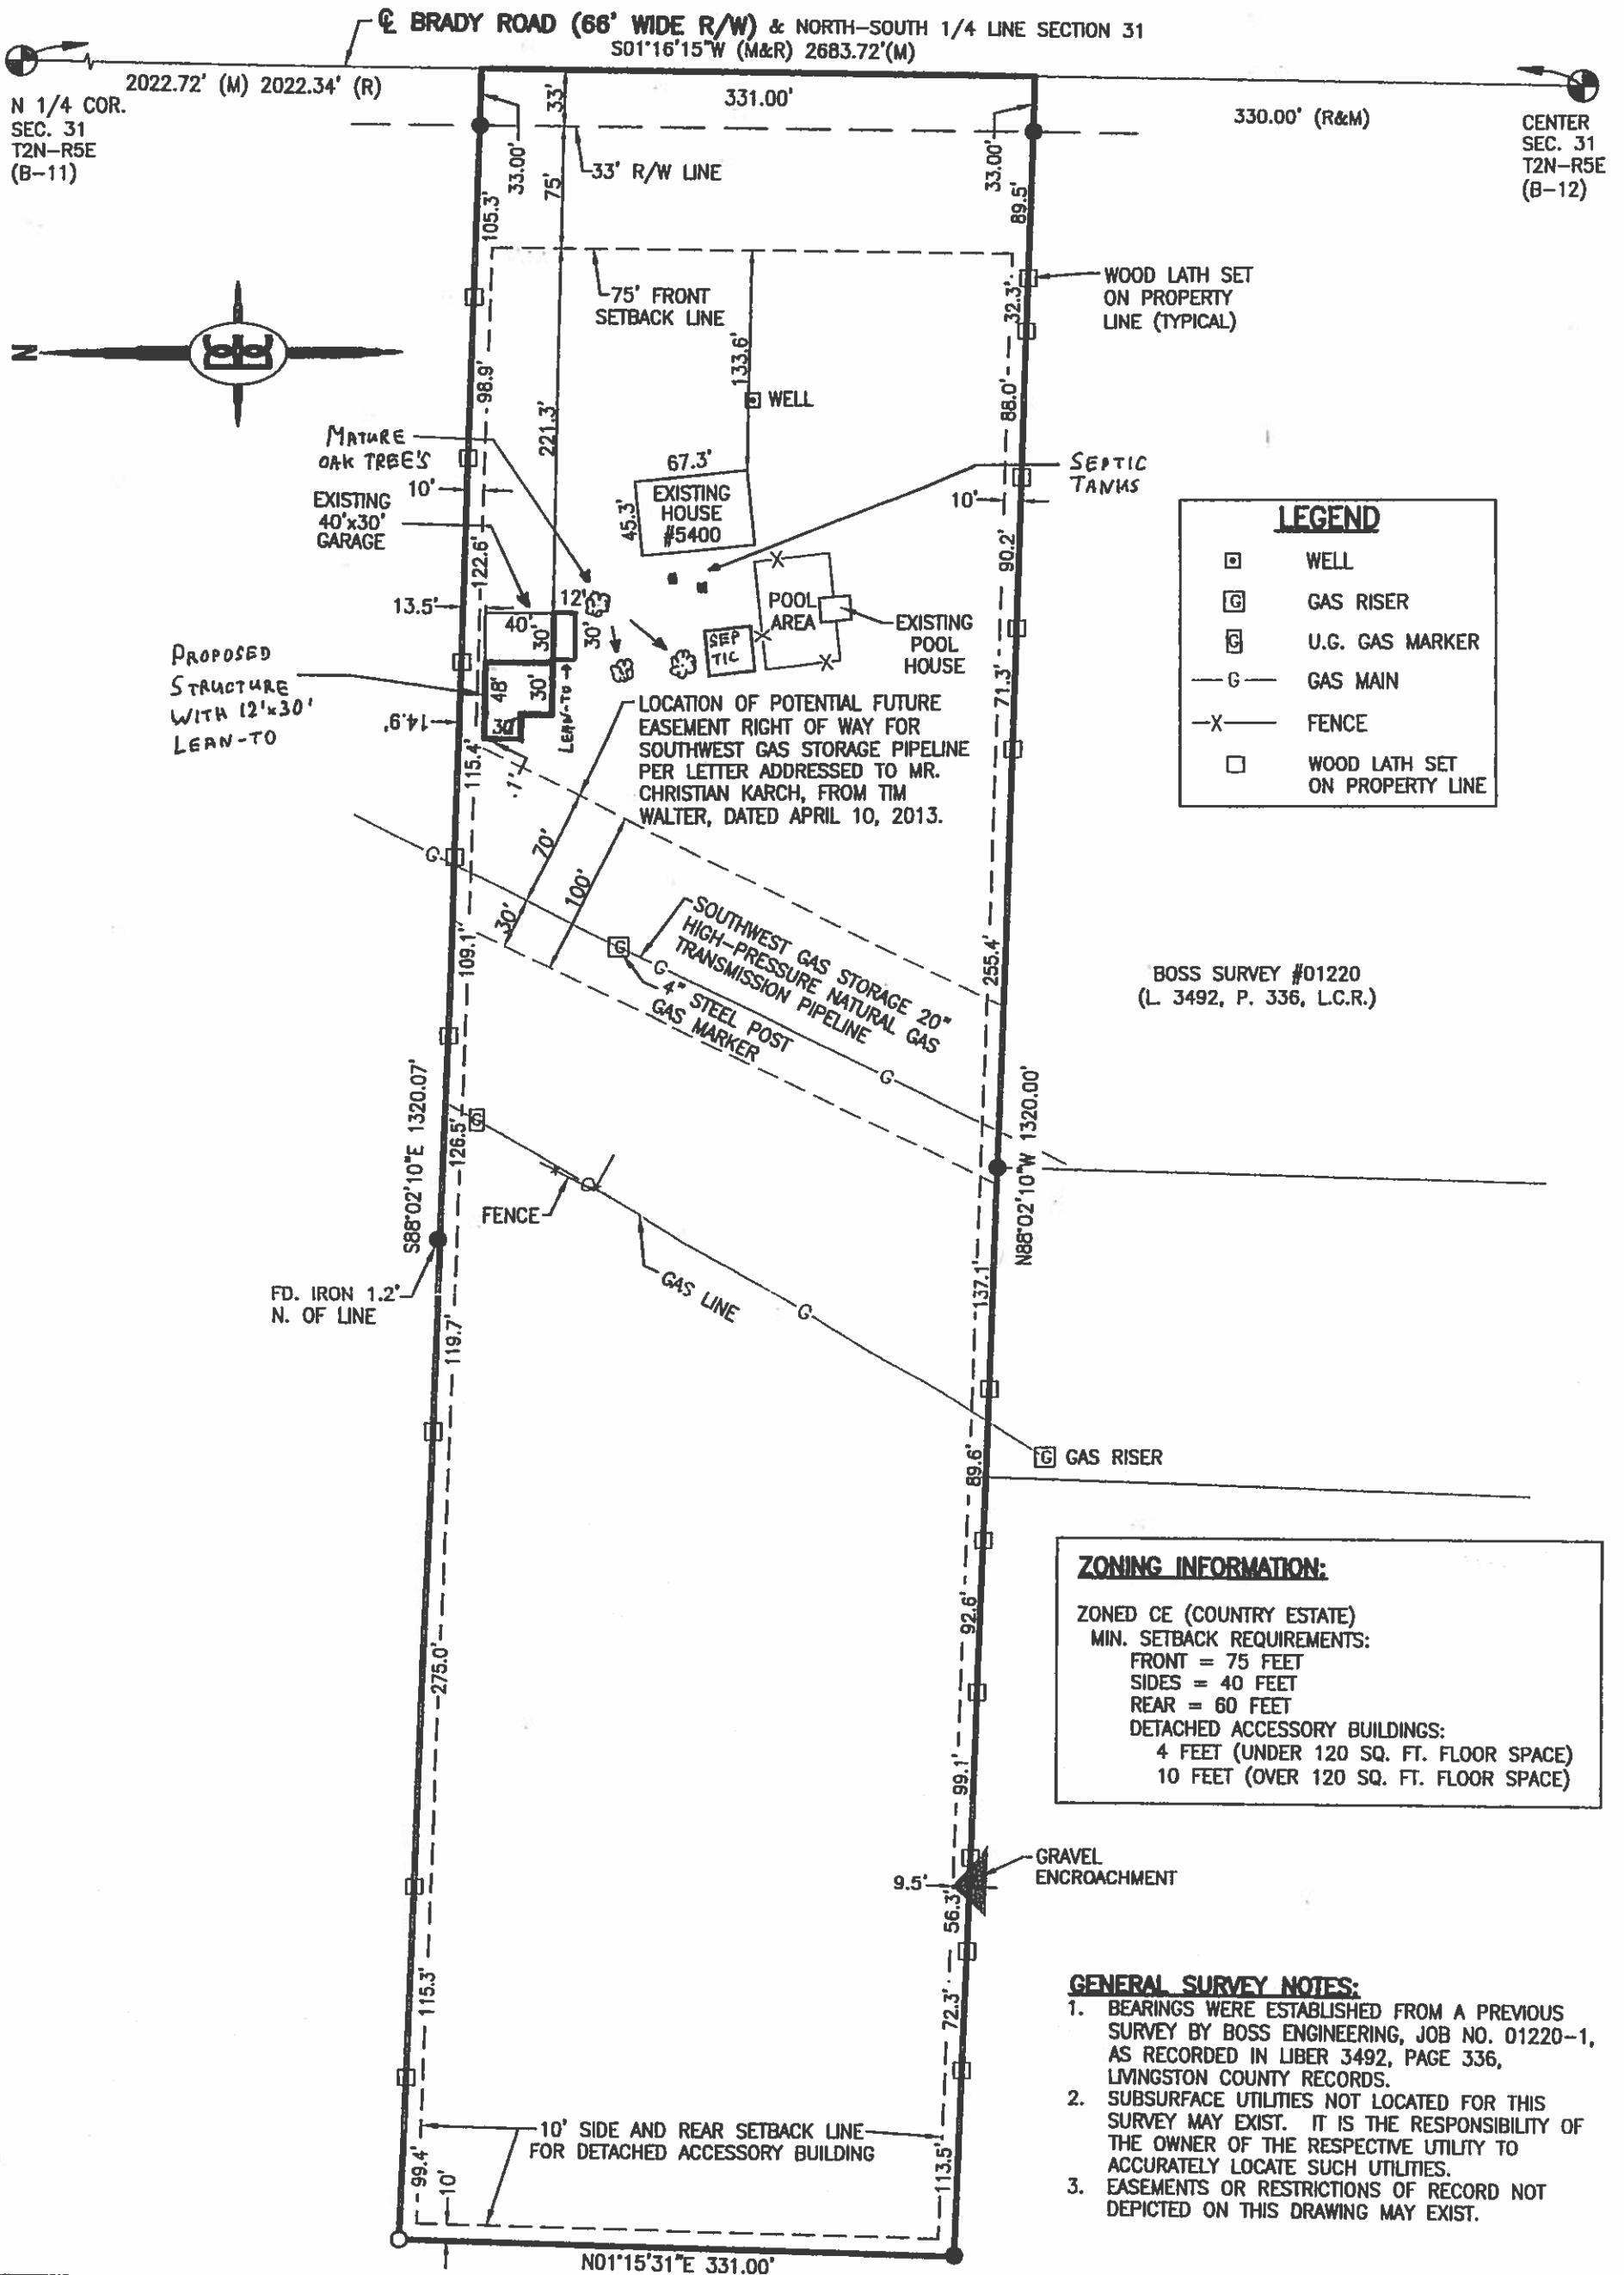 ℄ BRADY ROAD (66' WIDE R/W) & NORTH-SOUTH 1/4 LINE SECTION 31
S01°16'15"W (M&R) 2683.72'(M)
2022.72' (M) 2022.34' (R)
N 1/4 COR.
SEC. 31
T2N-R5E
(B-11)
331.00'
330.00' (R&M)
CENTER
SEC. 31
T2N-R5E
(B-12)
33'
33.00'
33.00'
33' R/W LINE
75'
105.3'
89.5'
75' FRONT
SETBACK LINE
WOOD LATH SET
ON PROPERTY
LINE (TYPICAL)
32.3'
N
98.9'
133.6'
88.0'
WELL
221.3'
MATURE
OAK TREE'S
67.3'
SEPTIC
TANKS
10'
10'
EXISTING
40'x30'
GARAGE
45.3'
EXISTING
HOUSE
#5400
122.6'
90.2'
LEGEND
WELL
G GAS RISER
G U.G. GAS MARKER
G GAS MAIN
X FENCE
WOOD LATH SET
ON PROPERTY LINE
13.5'
12'
40'
30'
30'
POOL
AREA
X
X
X
EXISTING
POOL
HOUSE
SEP
TIC
PROPOSED
STRUCTURE
WITH 12'x30'
LEAN-TO
48'
30'
30'
LEAN-TO →
14.9'
71.3'
LOCATION OF POTENTIAL FUTURE
EASEMENT RIGHT OF WAY FOR
SOUTHWEST GAS STORAGE PIPELINE
PER LETTER ADDRESSED TO MR.
CHRISTIAN KARCH, FROM TIM
WALTER, DATED APRIL 10, 2013.
115.4'
.1'
70'
100'
30'
G
G
G
G
SOUTHWEST GAS STORAGE 20"
HIGH-PRESSURE NATURAL GAS
TRANSMISSION PIPELINE
4" STEEL POST
GAS MARKER
109.1'
255.4'
BOSS SURVEY #01220
(L. 3492, P. 336, L.C.R.)
S88°02'10"E 1320.07'
N88°02'10"W 1320.00'
126.5'
G
FENCE
G
GAS LINE
G
FD. IRON 1.2'
N. OF LINE
137.1'
119.7'
89.6'
G GAS RISER
ZONING INFORMATION:
ZONED CE (COUNTRY ESTATE)
MIN. SETBACK REQUIREMENTS:
FRONT = 75 FEET
SIDES = 40 FEET
REAR = 60 FEET
DETACHED ACCESSORY BUILDINGS:
4 FEET (UNDER 120 SQ. FT. FLOOR SPACE)
10 FEET (OVER 120 SQ. FT. FLOOR SPACE)
92.6'
275.0'
99.1'
GRAVEL
ENCROACHMENT
9.5'
56.3'
115.3'
72.3'
GENERAL SURVEY NOTES:
1. BEARINGS WERE ESTABLISHED FROM A PREVIOUS
SURVEY BY BOSS ENGINEERING, JOB NO. 01220-1,
AS RECORDED IN LIBER 3492, PAGE 336,
LIVINGSTON COUNTY RECORDS.
2. SUBSURFACE UTILITIES NOT LOCATED FOR THIS
SURVEY MAY EXIST. IT IS THE RESPONSIBILITY OF
THE OWNER OF THE RESPECTIVE UTILITY TO
ACCURATELY LOCATE SUCH UTILITIES.
3. EASEMENTS OR RESTRICTIONS OF RECORD NOT
DEPICTED ON THIS DRAWING MAY EXIST.
10' SIDE AND REAR SETBACK LINE
FOR DETACHED ACCESSORY BUILDING
99.4'
10'
113.5'
N01°15'31"E 331.00'